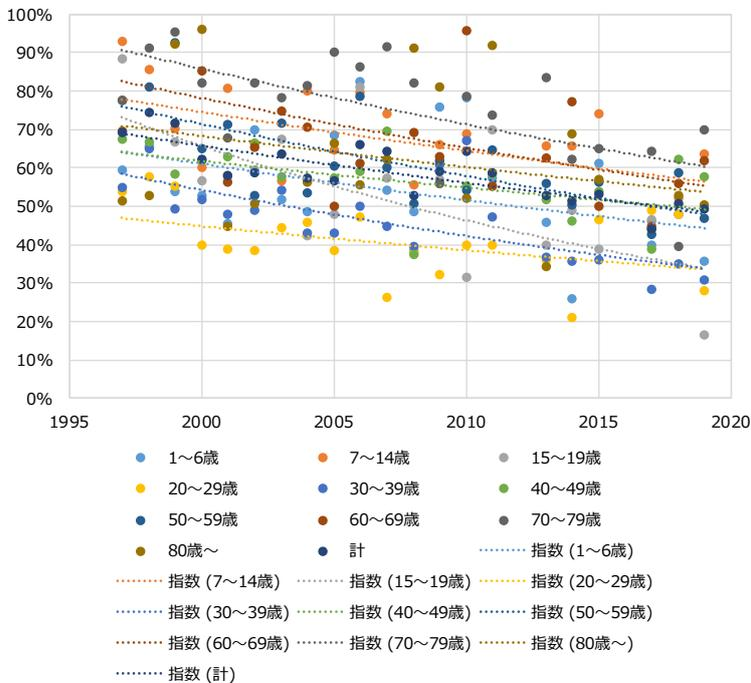 100%
90%
80%
70%
60%
50%
40%
30%
20%
10%
0%
1995 2000 2005 2010 2015 2020
1～6歳 7～14歳 15～19歳
20～29歳 30～39歳 40～49歳
50～59歳 60～69歳 70～79歳
80歳～ 計 指数 (1～6歳)
指数 (7～14歳) 指数 (15～19歳) 指数 (20～29歳)
指数 (30～39歳) 指数 (40～49歳) 指数 (50～59歳)
指数 (60～69歳) 指数 (70～79歳) 指数 (80歳～)
指数 (計)